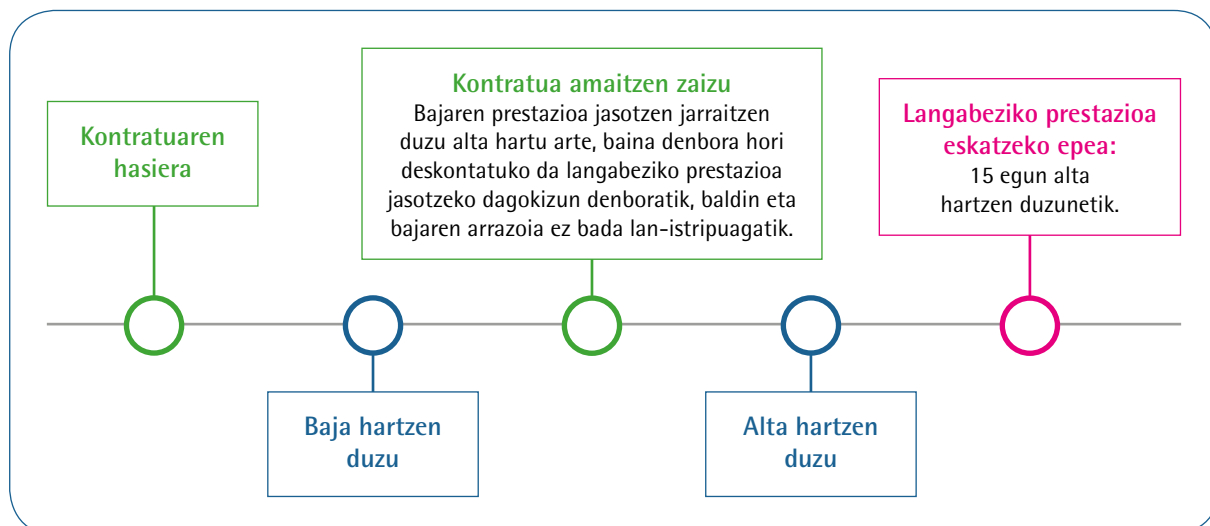 Kontratuaren
hasiera
Baja hartzen
duzu
Kontratua amaitzen zaizu
Bajaren prestazioa jasotzen jarraitzen
duzu alta hartu arte, baina denbora hori
deskontatuko da langabeziko prestazioa
jasotzeko dagokizun denboratik, baldin eta
bajaren arrazoia ez bada lan-istripuagatik.
Alta hartzen
duzu
Langabeziko prestazioa
eskatzeko epea:
15 egun alta
hartzen duzunetik.